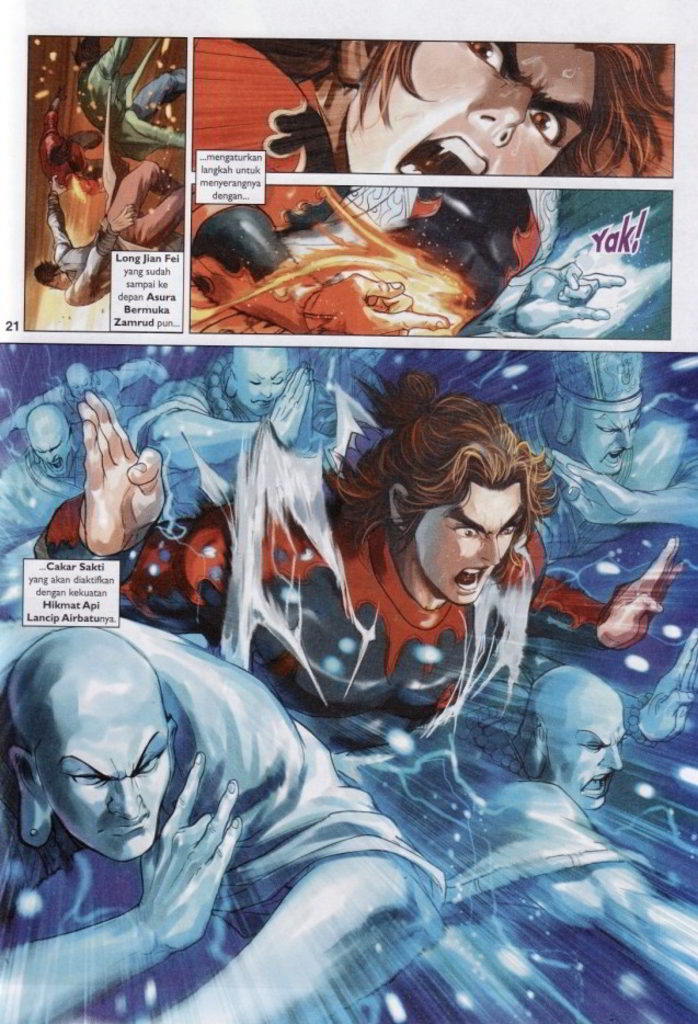 Long Jian Fei
yang sudah
sampai ke
depan Asura
Bermuka
Zamrud pun...
...mengaturkan
langkah untuk
menyerangnya
dengan...
Yak!
21
...Cakar Sakti
yang akan diaktifkan
dengan kekuatan
Hikmat Api
Lancip Airbatunya.